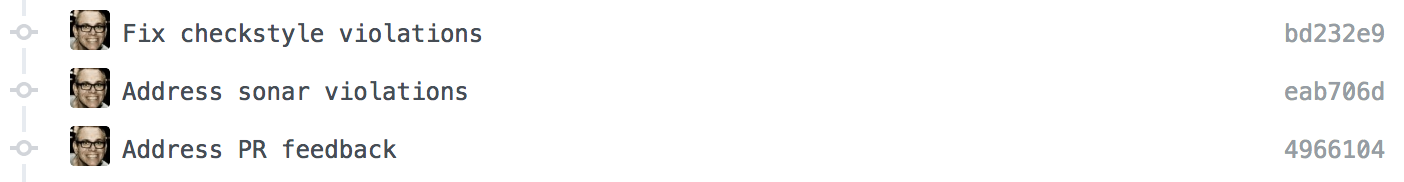 Fix checkstyle violations bd232e9
Address sonar violations eab706d
Address PR feedback 4966104